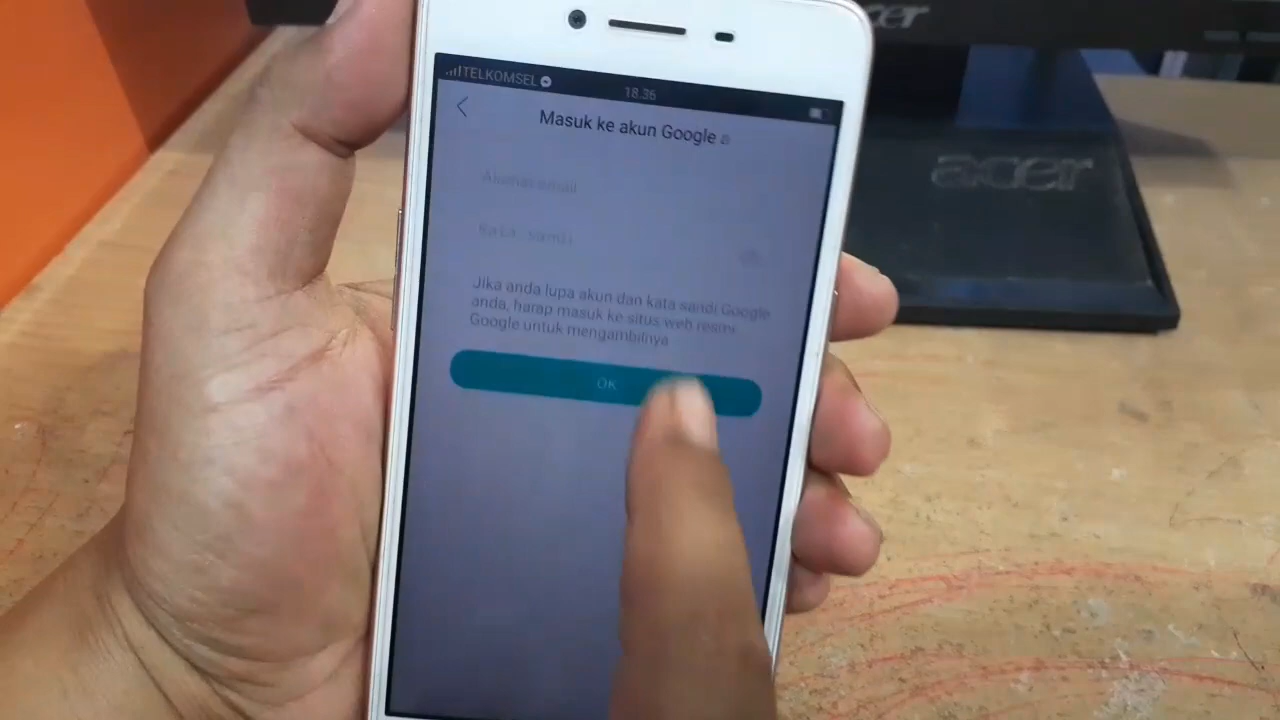 acer
TELKOMSEL
18.36
Masuk ke akun Google
Alamat email
Kata sandi
Jika anda lupa akun dan kata sandi Google
anda, harap masuk ke situs web resmi
Google untuk mengambilnya
OK
acer